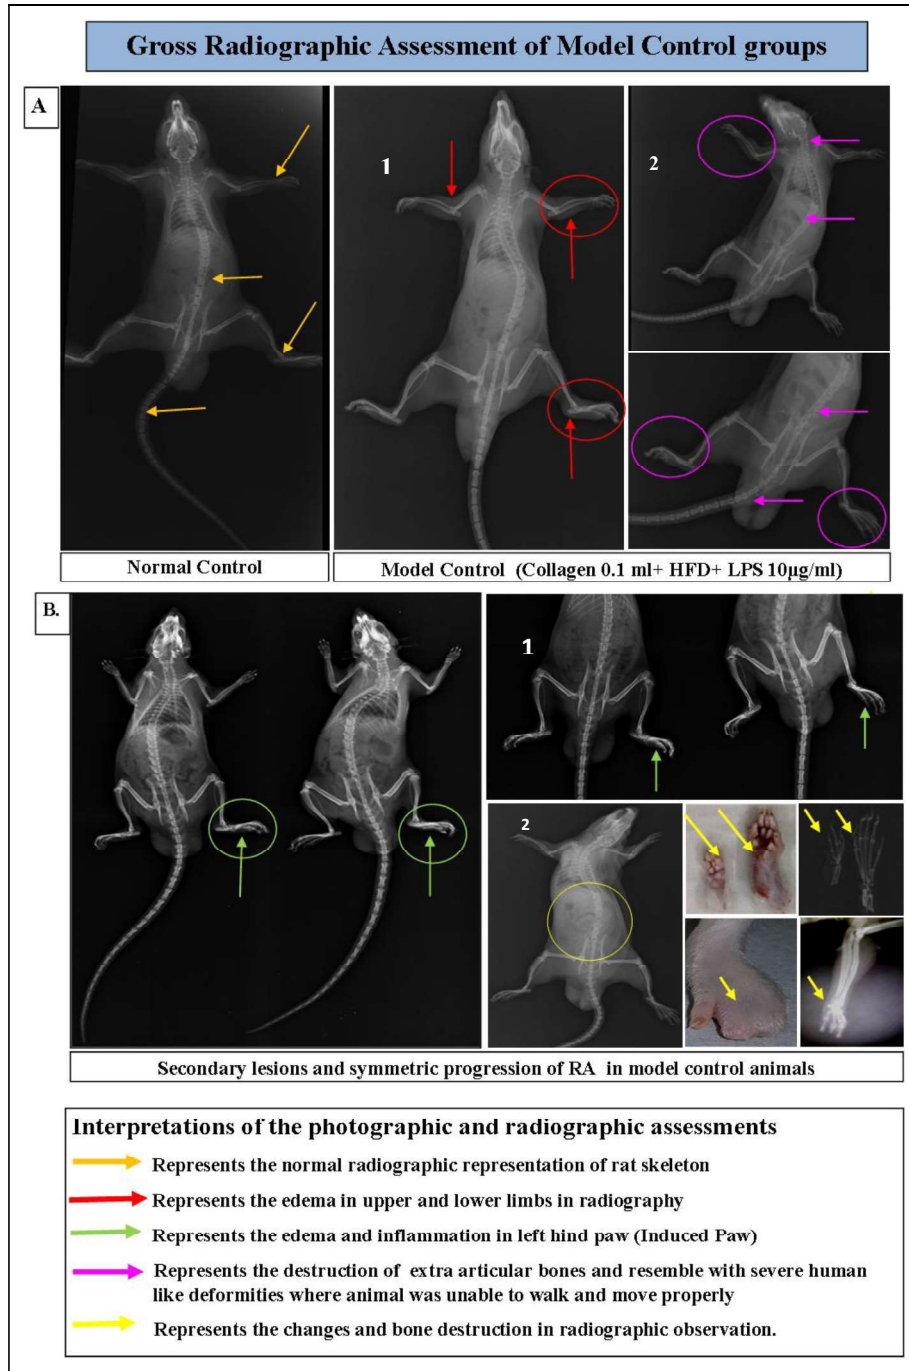 Gross Radiographic Assessment of Model Control groups
A
1
2
Normal Control
Model Control (Collagen 0.1 ml+ HFD+ LPS 10μg/ml)
B.
1
2
Secondary lesions and symmetric progression of RA in model control animals
Interpretations of the photographic and radiographic assessments
Represents the normal radiographic representation of rat skeleton
Represents the edema in upper and lower limbs in radiography
Represents the edema and inflammation in left hind paw (Induced Paw)
Represents the destruction of extra articular bones and resemble with severe human
like deformities where animal was unable to walk and move properly
Represents the changes and bone destruction in radiographic observation.